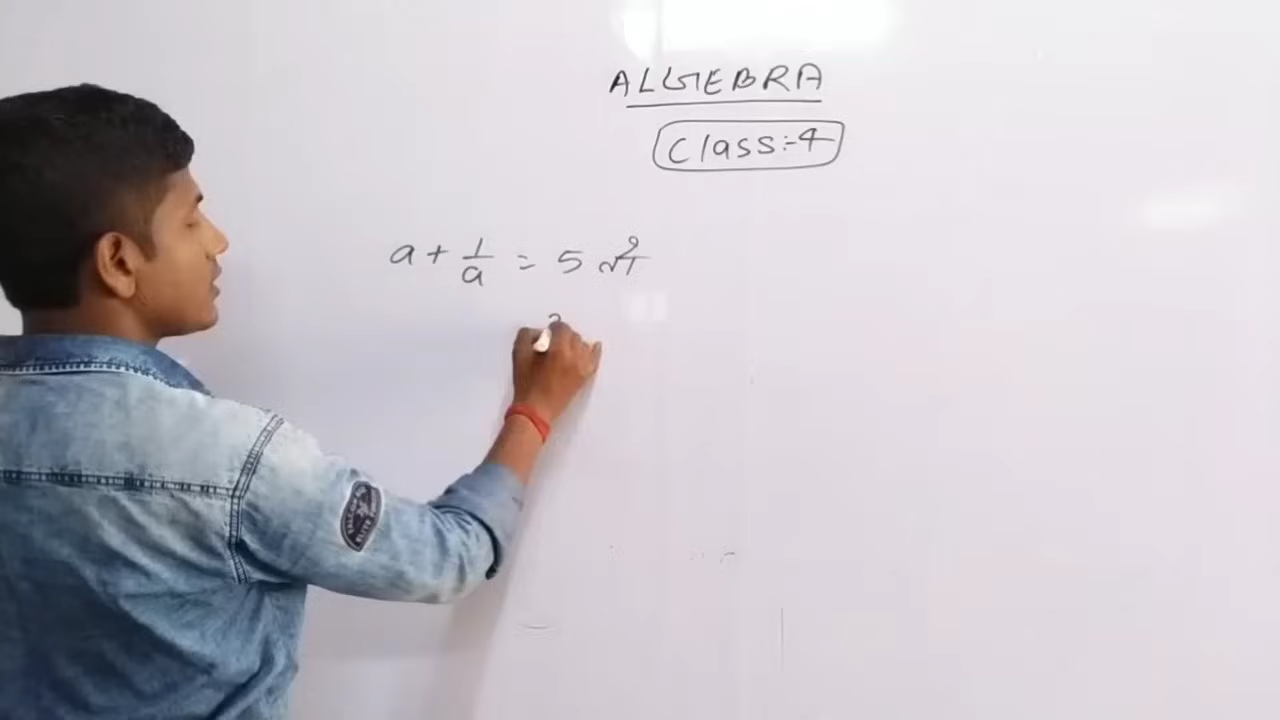 ALGEBRA
Class:-4
a + 1/a = 5 तो